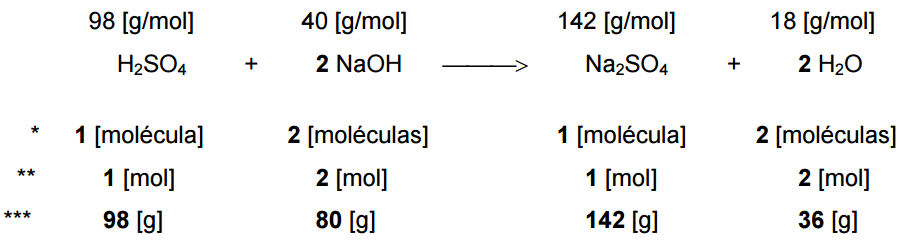 98 [g/mol] 40 [g/mol] 142 [g/mol] 18 [g/mol]
H₂SO₄ + 2 NaOH ———> Na₂SO₄ + 2 H₂O
* 1 [molécula] 2 [moléculas] 1 [molécula] 2 [moléculas]
** 1 [mol] 2 [mol] 1 [mol] 2 [mol]
*** 98 [g] 80 [g] 142 [g] 36 [g]